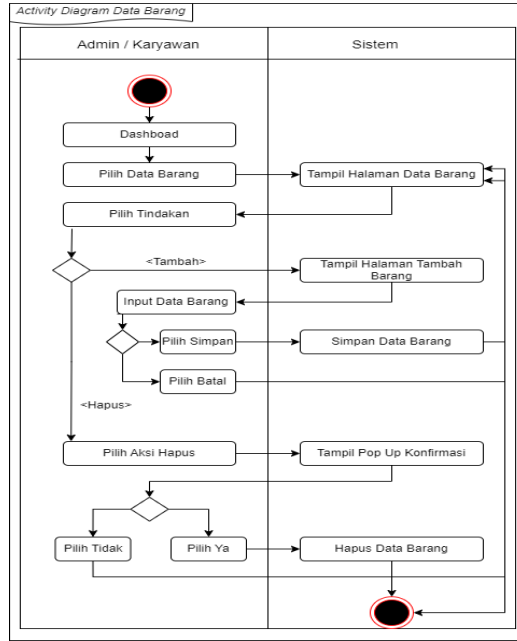 Activity Diagram Data Barang
Admin / Karyawan
Sistem
Dashboad
Pilih Data Barang
Tampil Halaman Data Barang
Pilih Tindakan
<Tambah>
Tampil Halaman Tambah
Barang
Input Data Barang
Pilih Simpan
Simpan Data Barang
Pilih Batal
<Hapus>
Pilih Aksi Hapus
Tampil Pop Up Konfirmasi
Pilih Tidak
Pilih Ya
Hapus Data Barang